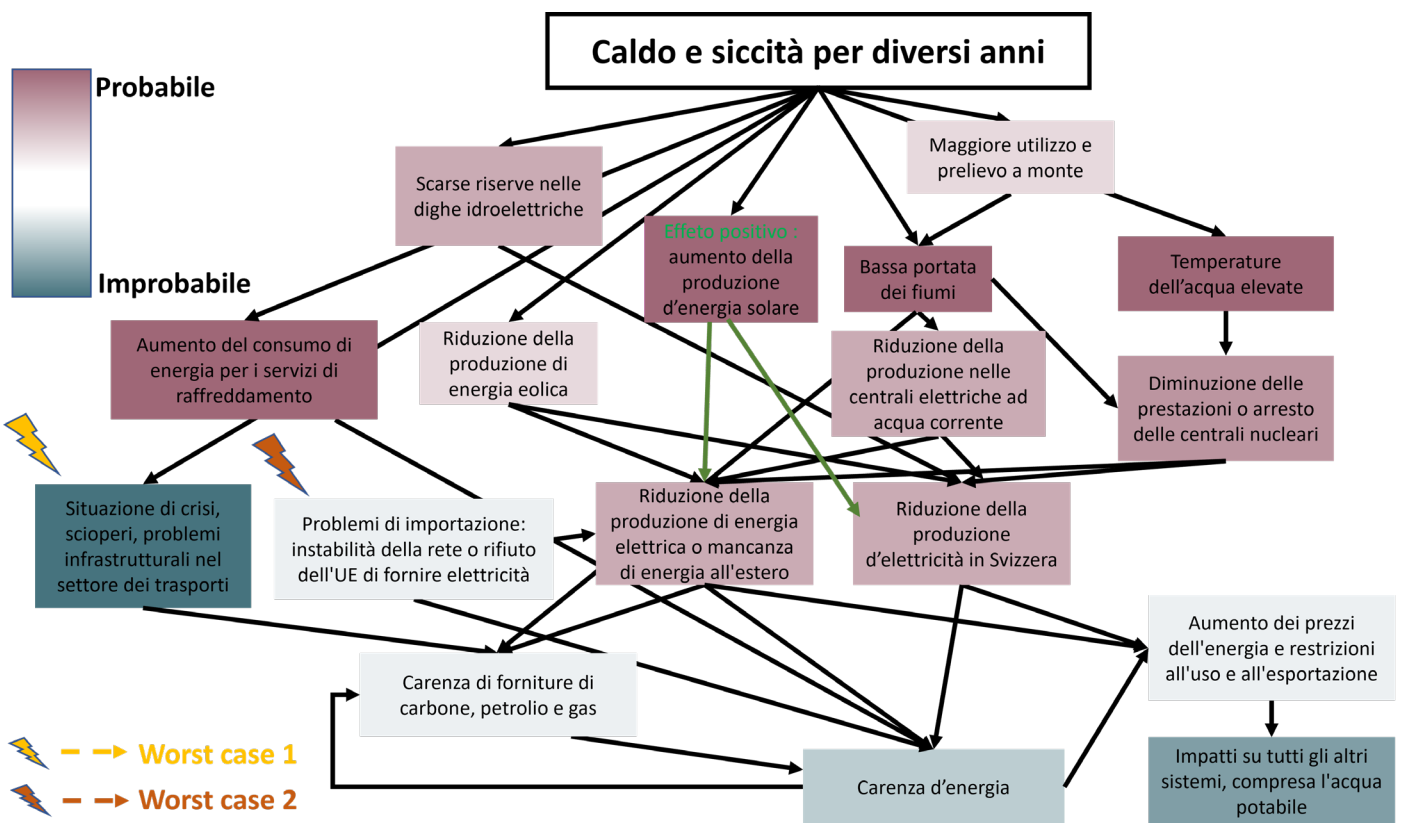 Caldo e siccità per diversi anni
Probabile
Improbabile
Maggiore utilizzo e
prelievo a monte
Scarse riserve nelle
dighe idroelettriche
Effeto positivo :
aumento della
produzione
d'energia solare
Bassa portata
dei fiumi
Temperature
dell'acqua elevate
Aumento del consumo di
energia per i servizi di
raffreddamento
Riduzione della
produzione di
energia eolica
Riduzione della
produzione nelle
centrali elettriche ad
acqua corrente
Diminuzione delle
prestazioni o arresto
delle centrali nucleari
Situazione di crisi,
scioperi, problemi
infrastrutturali nel
settore dei trasporti
Problemi di importazione:
instabilità della rete o rifiuto
dell'UE di fornire elettricità
Riduzione della
produzione di energia
elettrica o mancanza
di energia all'estero
Riduzione della
produzione
d'elettricità in Svizzera
Aumento dei prezzi
dell'energia e restrizioni
all'uso e all'esportazione
Carenza di forniture di
carbone, petrolio e gas
Carenza d'energia
Impatti su tutti gli altri
sistemi, compresa l'acqua
potabile
Worst case 1
Worst case 2